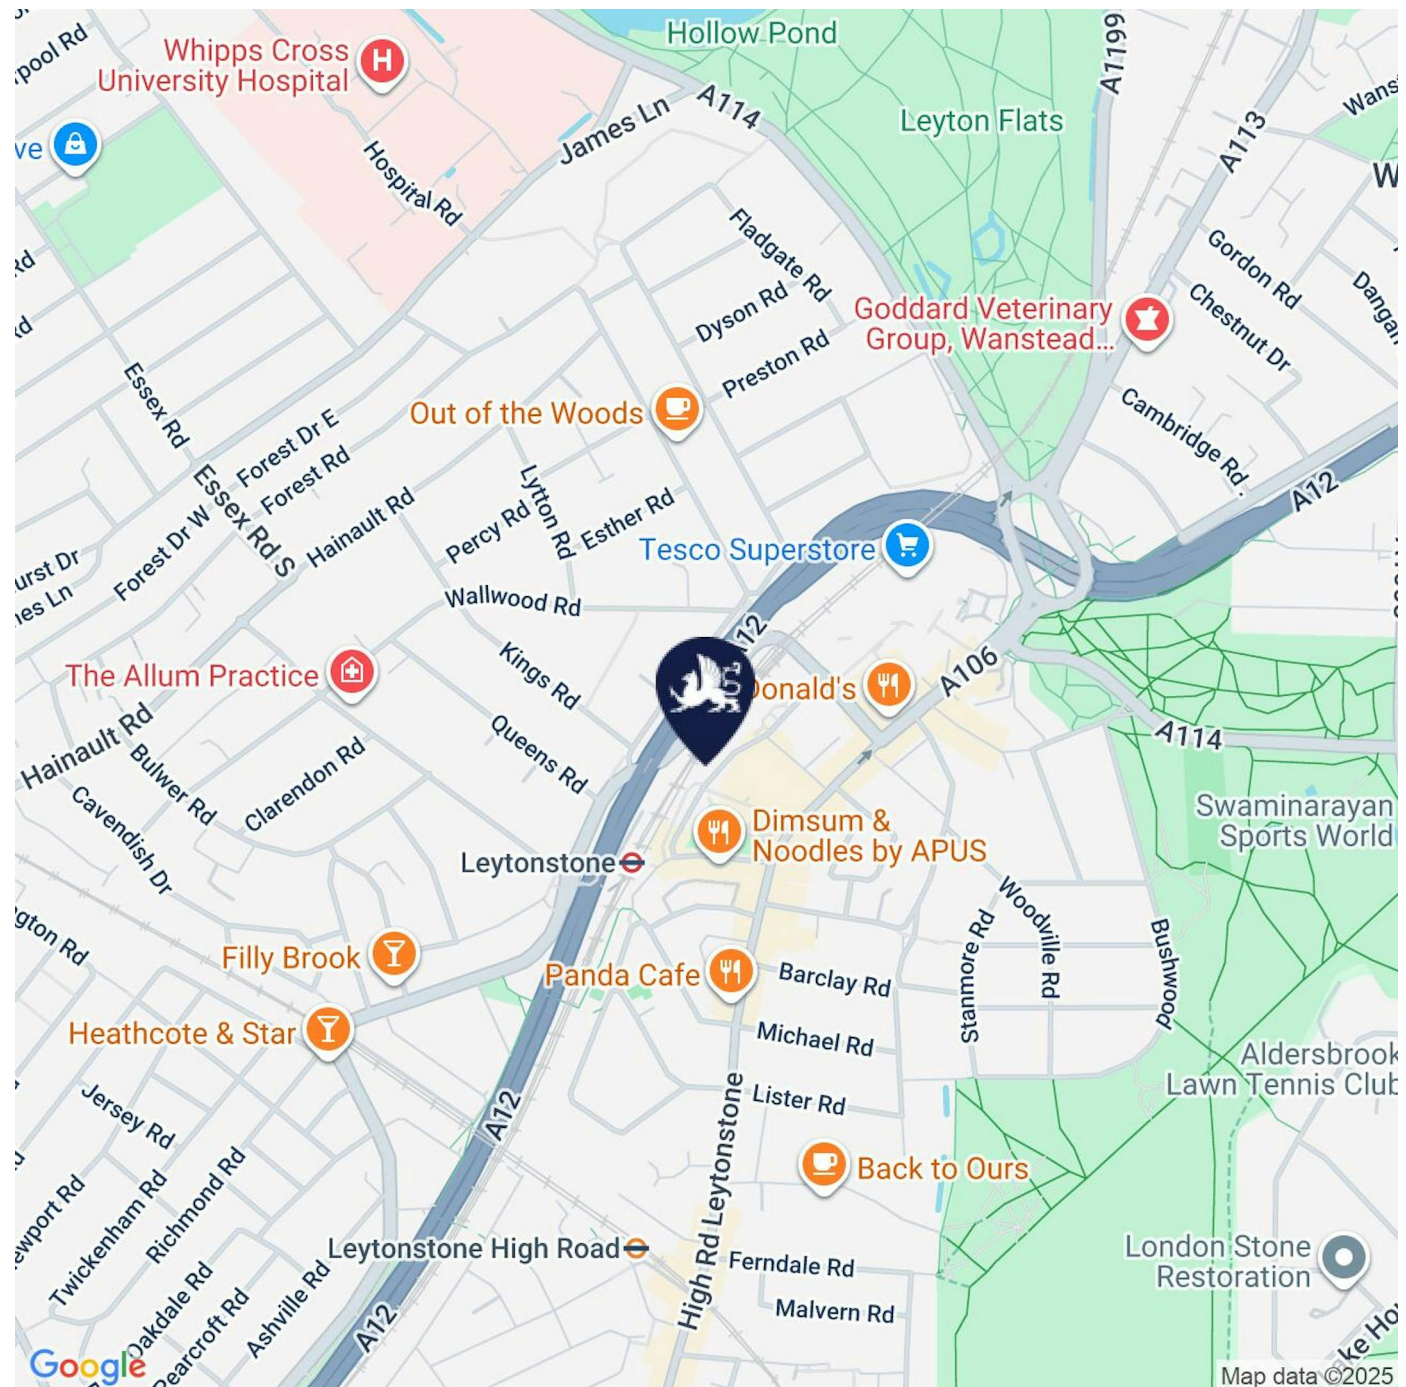 Hollow Pond
Whipps Cross
University Hospital
H
A114
James Ln
Leyton Flats
A113
Hospital Rd
Fladgate Rd
Gordon Rd
Dyson Rd
Goddard Veterinary
Group, Wanstead...
Chestnut Dr
Preston Rd
Essex Rd
Out of the Woods
Cambridge Rd
Forest Dr E
Forest Rd
Essex Rd S
Hainault Rd
Lytton Rd
Percy Rd
Esther Rd
A12
Forest Dr W
Tesco Superstore
Wallwood Rd
A12
Kings Rd
The Allum Practice
Donald's
A106
Hainault Rd
Queens Rd
A114
Bulwer Rd
Clarendon Rd
Cavendish Dr
Swaminarayan
Sports World
Dimsum &
Noodles by APUS
Leytonstone
Woodville Rd
Stanmore Rd
Bushwood
Filly Brook
Panda Cafe
Barclay Rd
Heathcote & Star
Michael Rd
Aldersbrook
Lawn Tennis Club
Lister Rd
A12
Jersey Rd
High Rd Leytonstone
Back to Ours
Richmond Rd
Twickenham Rd
Leytonstone High Road
Ferndale Rd
London Stone
Restoration
Malvern Rd
Oakdale Rd
Pearcroft Rd
Ashville Rd
A12
Google
Map data ©2025